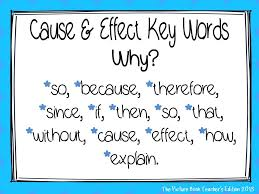 Cause & Effect Key Words
Why?
*so, *because, *therefore,
*since, *if, *then, *so, *that,
*without, *cause, *effect, *how,
*explain.
The Picture Book Teacher's Edition 2013